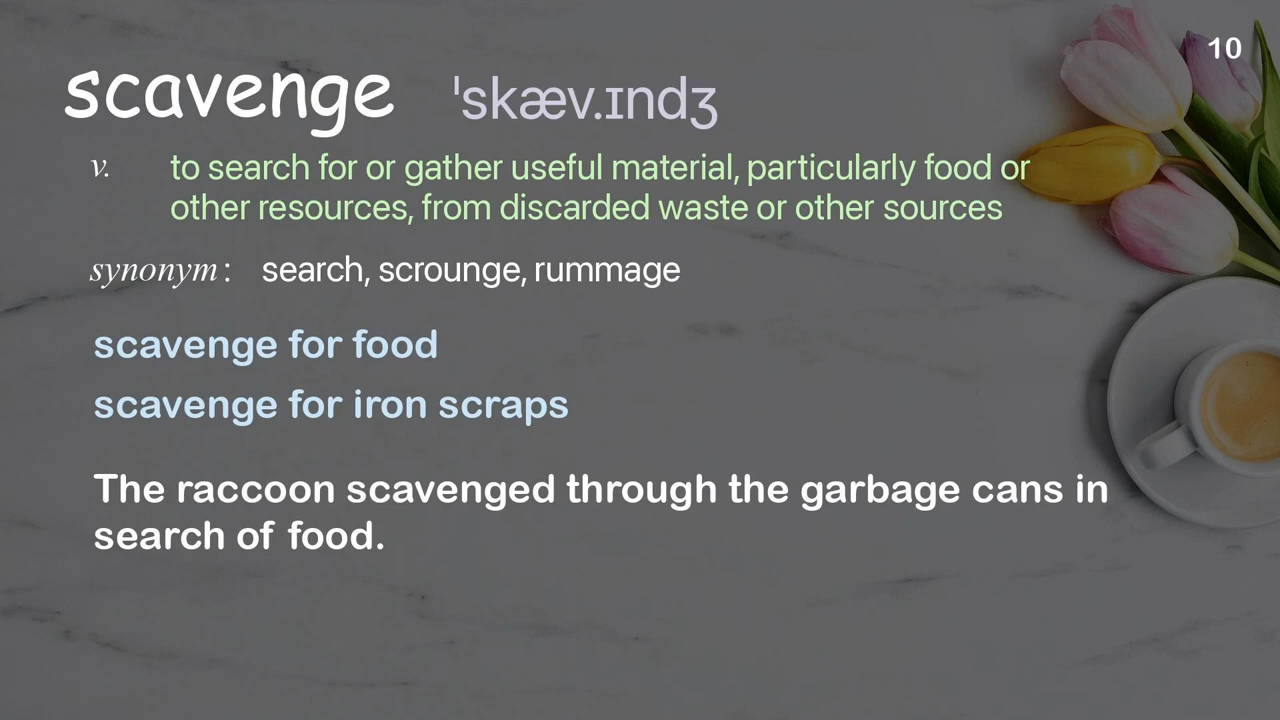 10
scavenge ˈskæv.ɪndʒ
v. to search for or gather useful material, particularly food or
other resources, from discarded waste or other sources
synonym : search, scrounge, rummage
scavenge for food
scavenge for iron scraps
The raccoon scavenged through the garbage cans in
search of food.